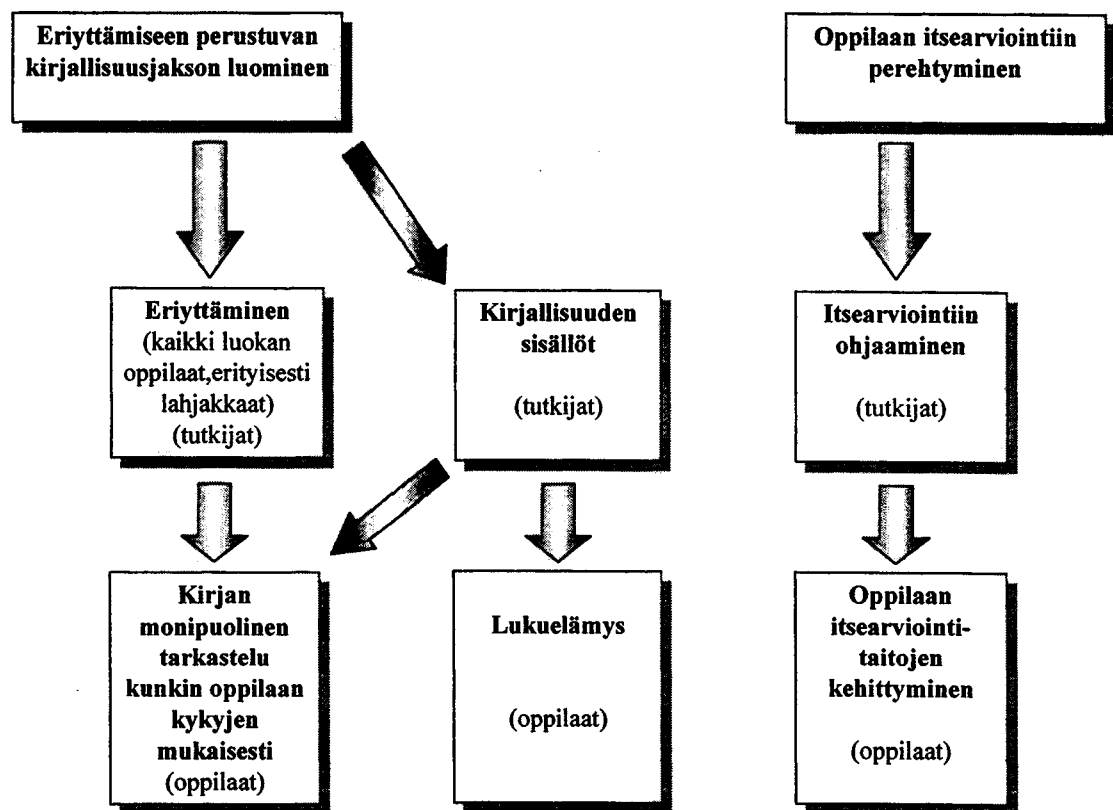 Eriyttämiseen perustuvan
kirjallisuusjakson luominen
Oppilaan itsearviointiin
perehtyminen
Eriyttäminen
(kaikki luokan
oppilaat,erityisesti
lahjakkaat)
(tutkijat)
Kirjallisuuden
sisällöt
(tutkijat)
Itsearviointiin
ohjaaminen
(tutkijat)
Kirjan
monipuolinen
tarkastelu
kunkin oppilaan
kykyjen
mukaisesti
(oppilaat)
Lukuelämys
(oppilaat)
Oppilaan
itsearviointi-
taitojen
kehittyminen
(oppilaat)